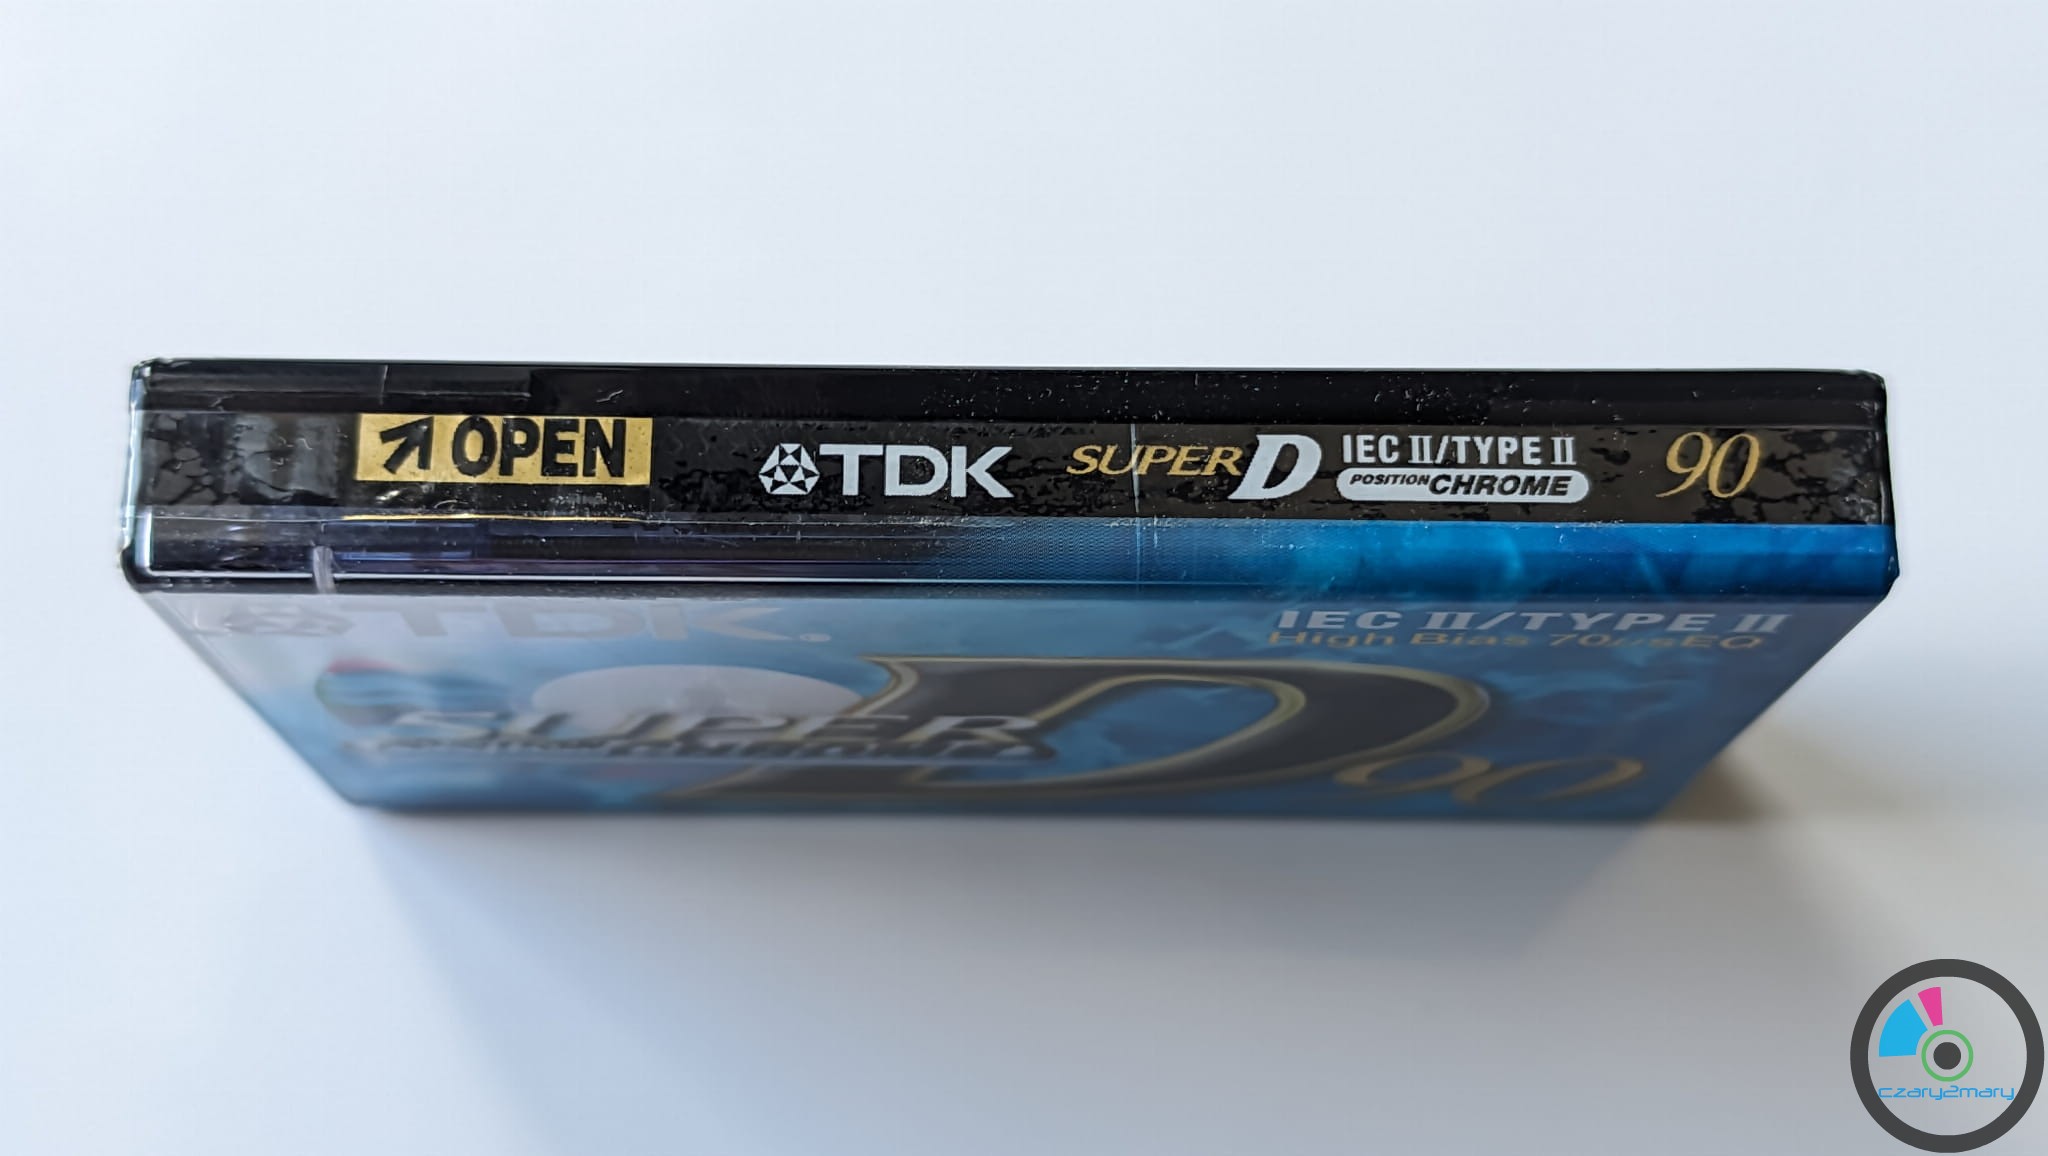 OPEN
TDK SUPER D IEC II/TYPE II 90
POSITION CHROME
TDK
IEC II/TYPE II
High Bias 70μsEQ
SUPER D
90
czary2mary